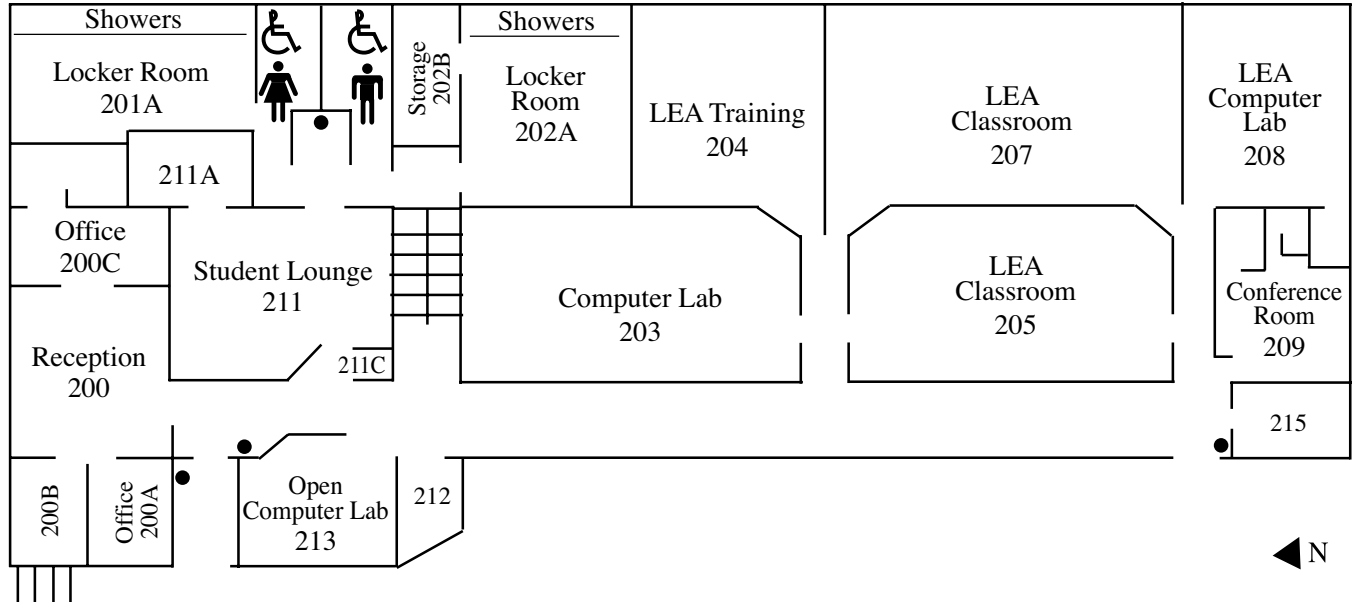 Showers
Locker Room
201A
Storage
202B
Showers
Locker
Room
202A
LEA Training
204
LEA
Classroom
207
LEA
Computer
Lab
208
211A
Office
200C
Student Lounge
211
Computer Lab
203
LEA
Classroom
205
Conference
Room
209
Reception
200
211C
215
200B
Office
200A
Open
Computer Lab
213
212
N